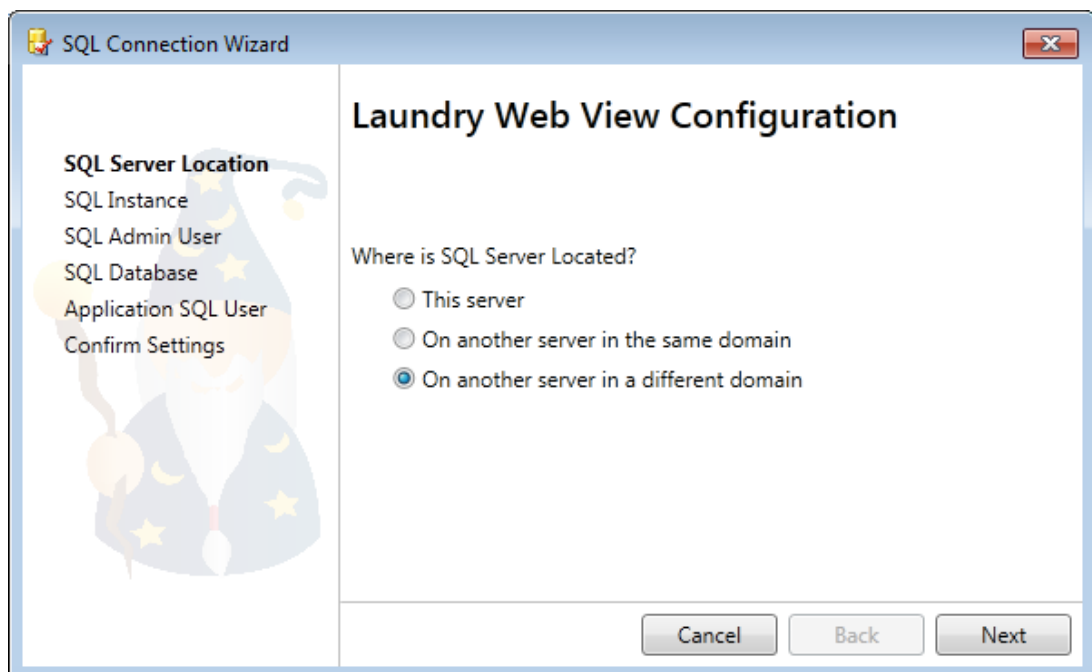 SQL Connection Wizard
Laundry Web View Configuration
SQL Server Location
SQL Instance
SQL Admin User
SQL Database
Application SQL User
Confirm Settings
Where is SQL Server Located?
This server
On another server in the same domain
On another server in a different domain
Cancel
Back
Next